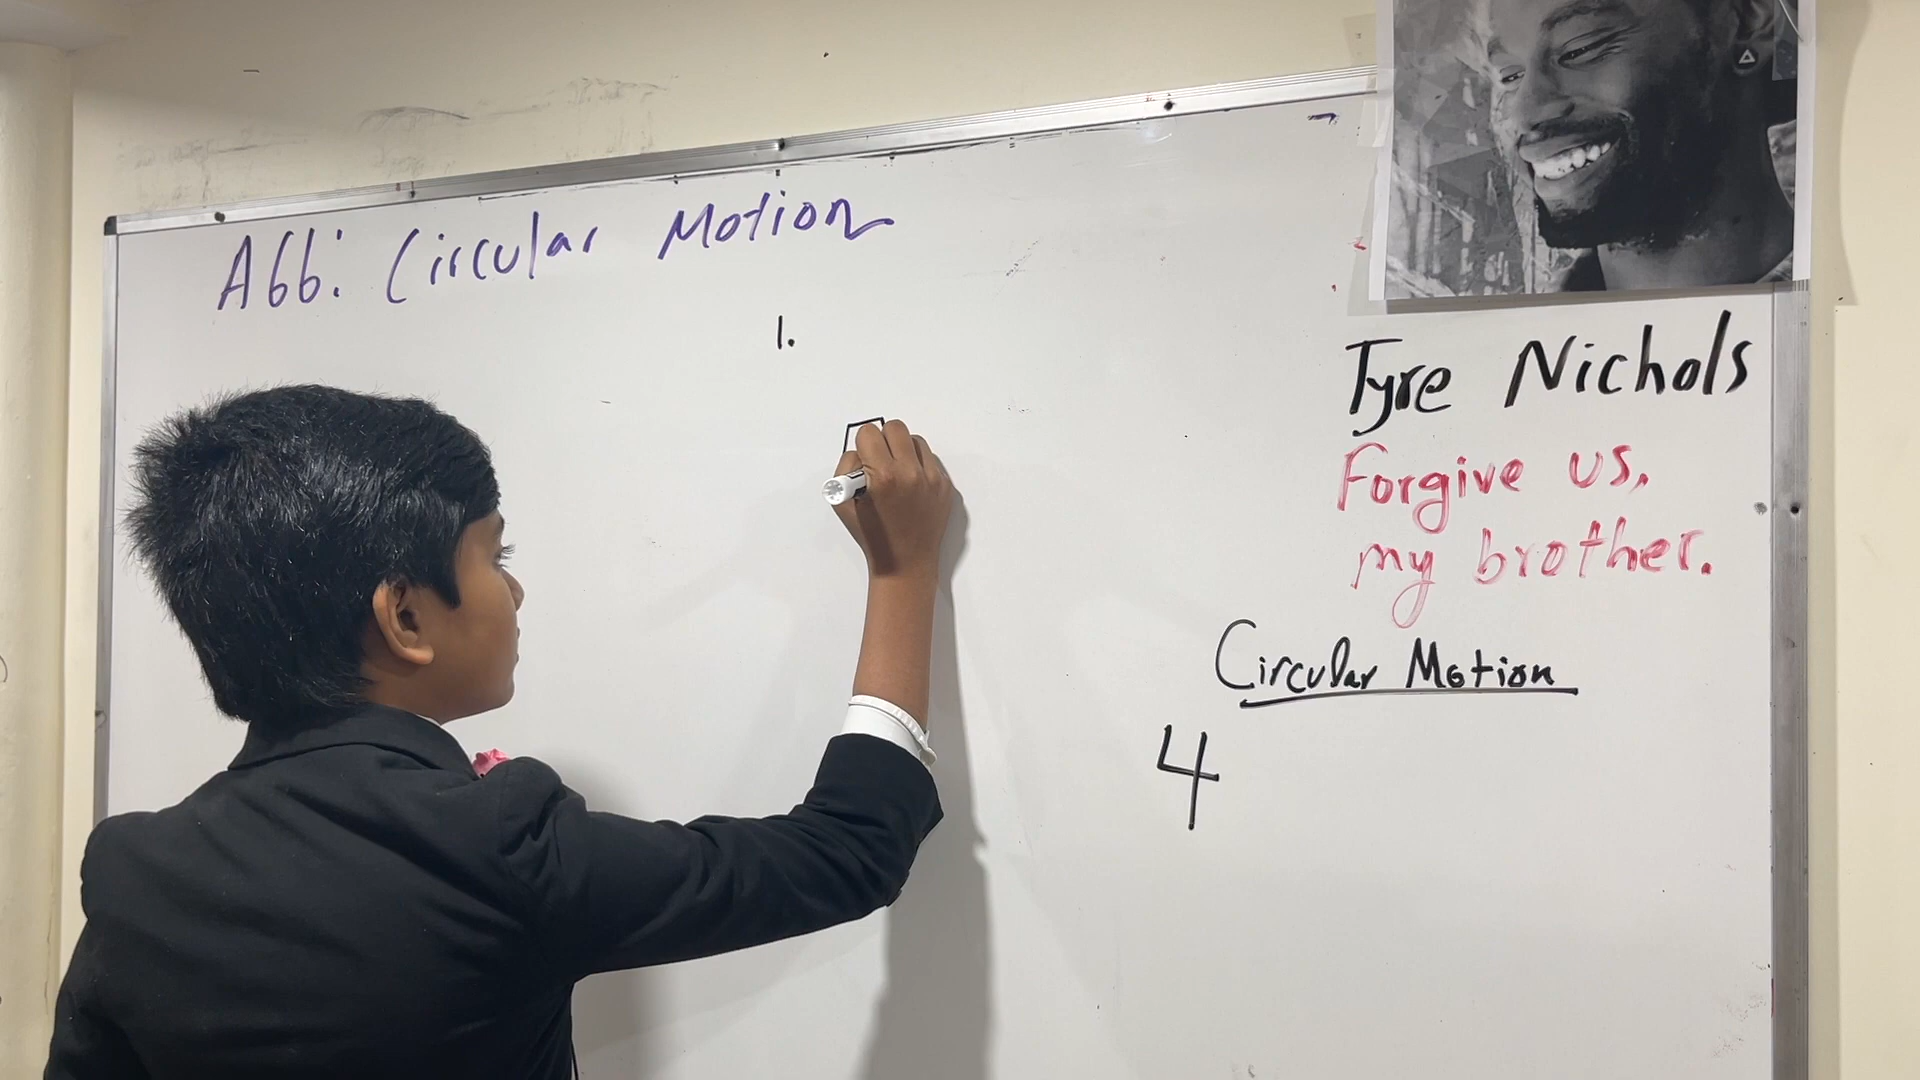 A66: Circular Motion
1.
Tyre Nichols
Forgive us,
my brother.
Circular Motion
4